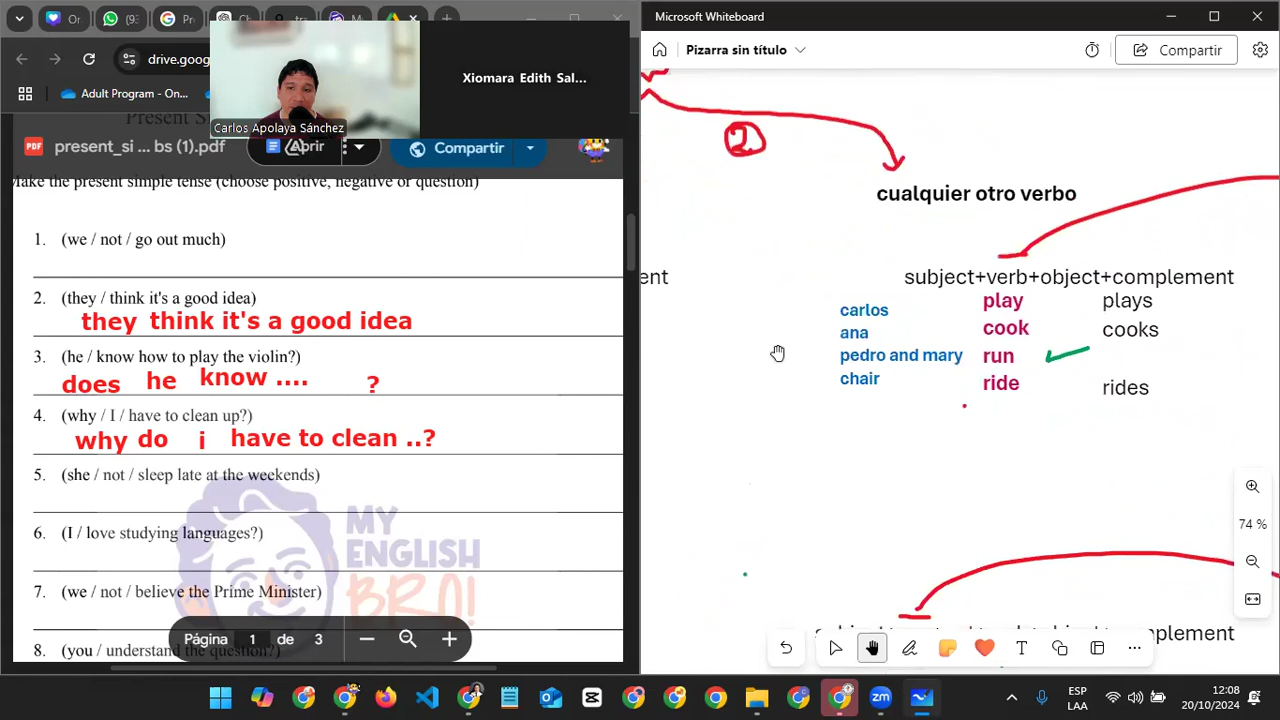 Or
(9:
Pro
Microsoft Whiteboard
Pizarra sin título
Compartir
drive.goog
Adult Program - On...
Carlos Apolaya Sánchez
Xiomara Edith Sal...
Present Si
PDF
present_si ... bs (1).pdf
Abrir
Compartir
Make the present simple tense (choose positive, negative or question)
1. (we / not / go out much)
2. (they / think it's a good idea)
they think it's a good idea
3. (he / know how to play the violin?)
does he know .... ?
4. (why / I / have to clean up?)
why do i have to clean ..?
5. (she / not / sleep late at the weekends)
6. (I / love studying languages?)
7. (we / not / believe the Prime Minister)
8. (you / understand the question?)
MY
ENGLISH
BRO!
Página 1 de 3
2
cualquier otro verbo
ent
subject+verb+object+complement
carlos
ana
pedro and mary
chair
play
cook
run
ride
plays
cooks
rides
74 %
ESP
LAA
12:08
20/10/2024